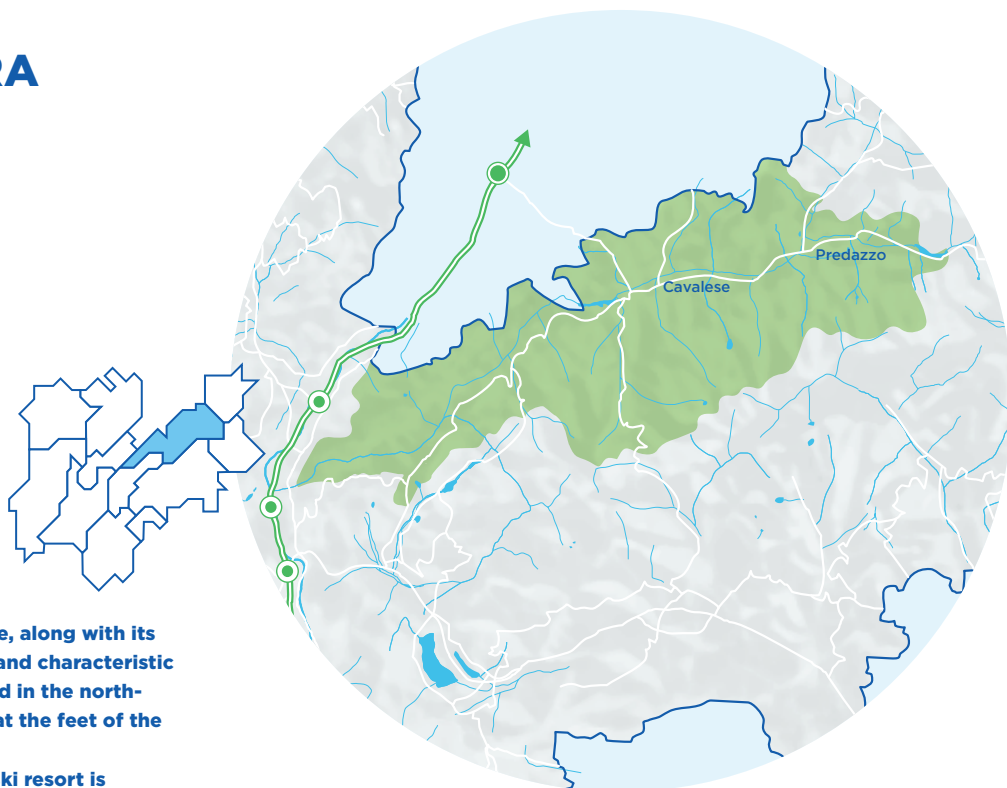 RA
Predazzo
Cavalese
e, along with its
and characteristic
d in the north-
at the feet of the
ki resort is